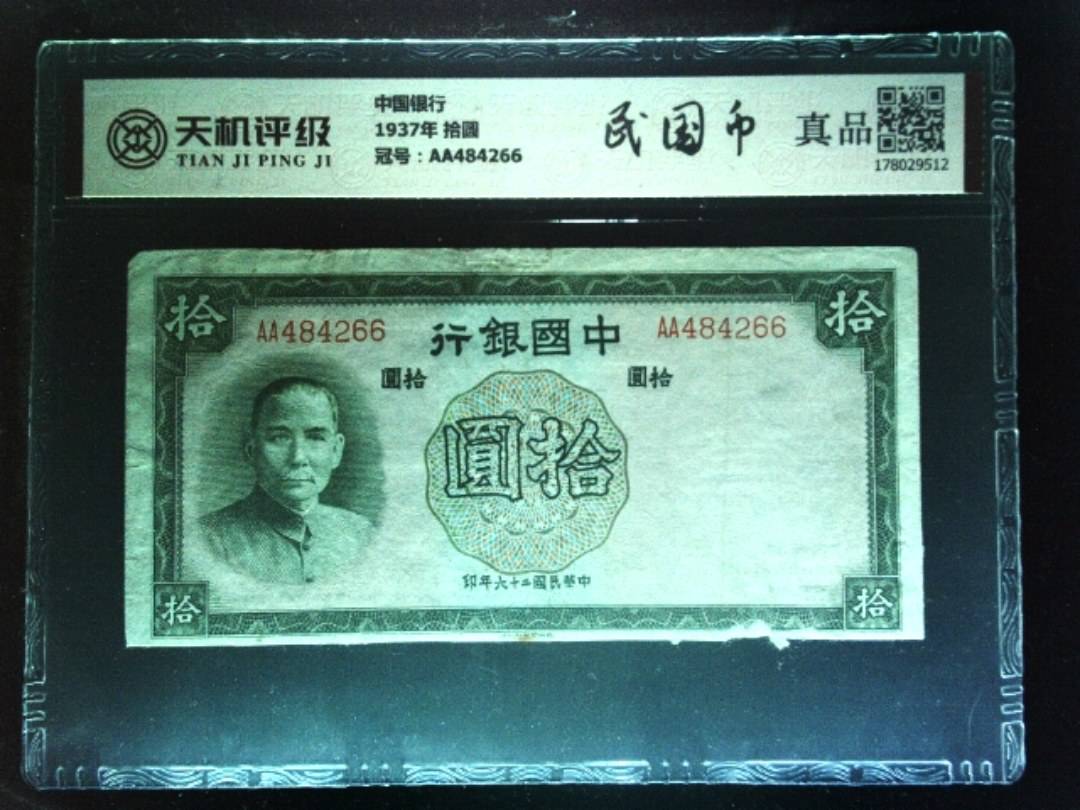 天机评级
TIAN JI PING JI
中国银行
1937年 拾圓
冠号：AA484266
民国币
真品
178029512
拾
拾
AA484266
行銀國中
AA484266
圓拾
圓拾
圓拾
印年六十二國民華中
拾
拾